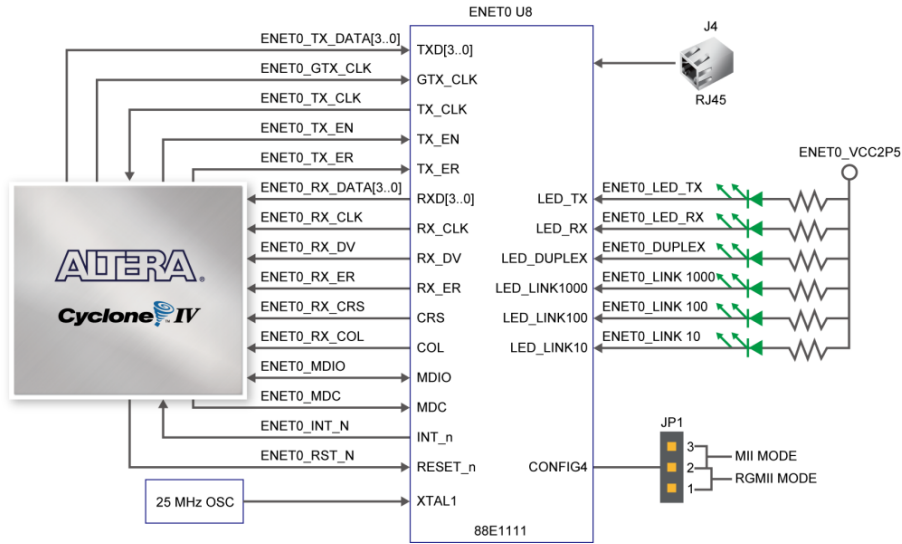 ENET0 U8
J4
RJ45
ENET0_VCC2P5
ENET0_TX_DATA[3..0] TXD[3..0]
ENET0_GTX_CLK GTX_CLK
ENET0_TX_CLK TX_CLK
ENET0_TX_EN TX_EN
ENET0_TX_ER TX_ER
ENET0_RX_DATA[3..0] RXD[3..0] LED_TX ENET0_LED_TX
ENET0_RX_CLK RX_CLK LED_RX ENET0_LED_RX
ENET0_RX_DV RX_DV LED_DUPLEX ENET0_DUPLEX
ENET0_RX_ER RX_ER LED_LINK1000 ENET0_LINK 1000
ENET0_RX_CRS CRS LED_LINK100 ENET0_LINK 100
ENET0_RX_COL COL LED_LINK10 ENET0_LINK 10
ENET0_MDIO MDIO
ENET0_MDC MDC
ENET0_INT_N INT_n
ENET0_RST_N RESET_n CONFIG4
ALTERA®
Cyclone™ IV
JP1
3
2
1
MII MODE
RGMII MODE
25 MHz OSC XTAL1
88E1111